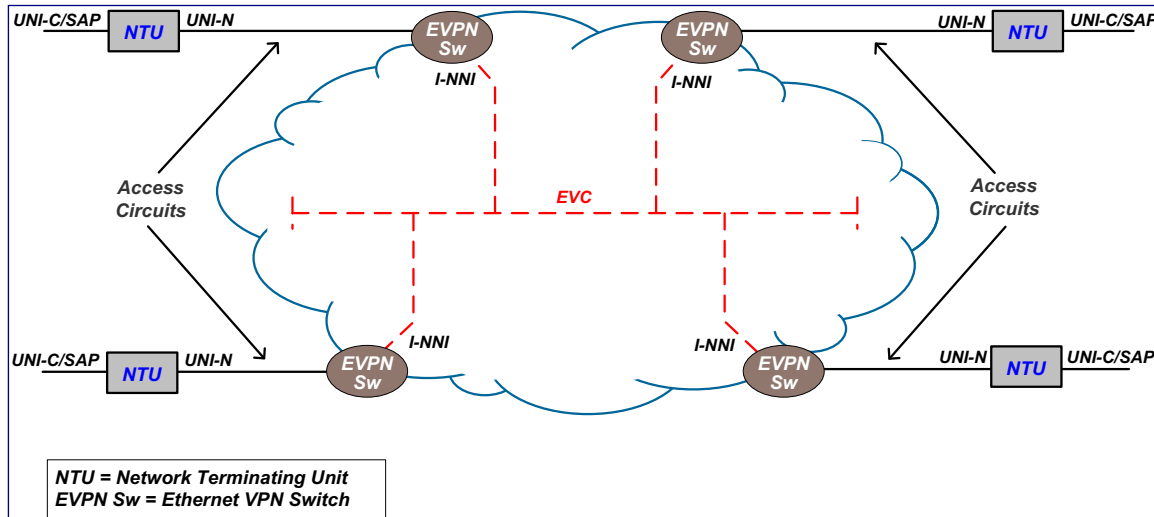 UNI-C/SAP
NTU
UNI-N
EVPN
Sw
I-NNI
EVPN
Sw
I-NNI
UNI-N
NTU
UNI-C/SAP
Access
Circuits
EVC
Access
Circuits
UNI-C/SAP
NTU
UNI-N
EVPN
Sw
I-NNI
I-NNI
EVPN
Sw
UNI-N
NTU
UNI-C/SAP
NTU = Network Terminating Unit
EVPN Sw = Ethernet VPN Switch